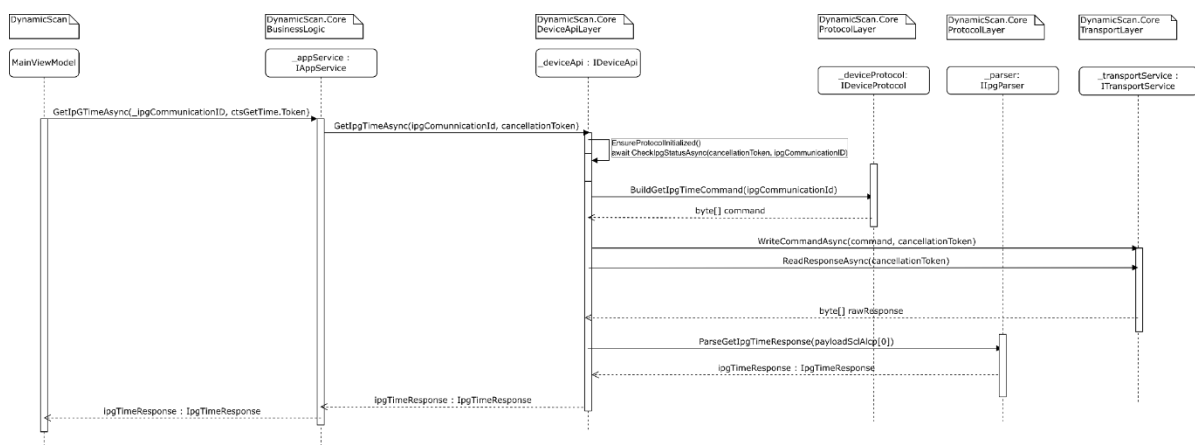 DynamicScan
DynamicScan.Core
BusinessLogic
DynamicScan.Core
DeviceApiLayer
DynamicScan.Core
ProtocolLayer
DynamicScan.Core
ProtocolLayer
DynamicScan.Core
TransportLayer
MainViewModel
_appService :
IAppService
_deviceApi : IDeviceApi
_deviceProtocol:
IDeviceProtocol
_parser:
IIpgParser
_transportService :
ITransportService
GetIpGTimeAsync(_ipgCommunicationID, ctsGetTime.Token)
GetIpgTimeAsync(ipgComunnicationId, cancellationToken)
EnsureProtocolInitialized()
await CheckIpgStatusAsync(cancellationToken, ipgCommunicationID)
BuildGetIpgTimeCommand(ipgCommunicationId)
byte[] command
WriteCommandAsync(command, cancellationToken)
ReadResponseAsync(cancellationToken)
byte[] rawResponse
ParseGetIpgTimeResponse(payloadSclAlcp[0])
ipgTimeResponse : IpgTimeResponse
ipgTimeResponse : IpgTimeResponse
ipgTimeResponse : IpgTimeResponse